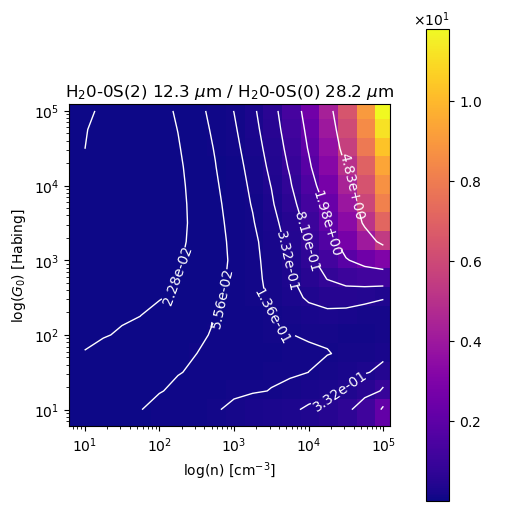 ×10¹
H₂0-0S(2) 12.3 μm / H₂0-0S(0) 28.2 μm
10⁵
10⁴
10³
10²
10¹
log(G₀) [Habing]
2.28e-02
5.56e-02
1.36e-01
3.32e-01
8.10e-01
1.98e+00
4.83e+00
3.32e-01
10¹
10²
10³
10⁴
10⁵
log(n) [cm⁻³]
1.0
0.8
0.6
0.4
0.2